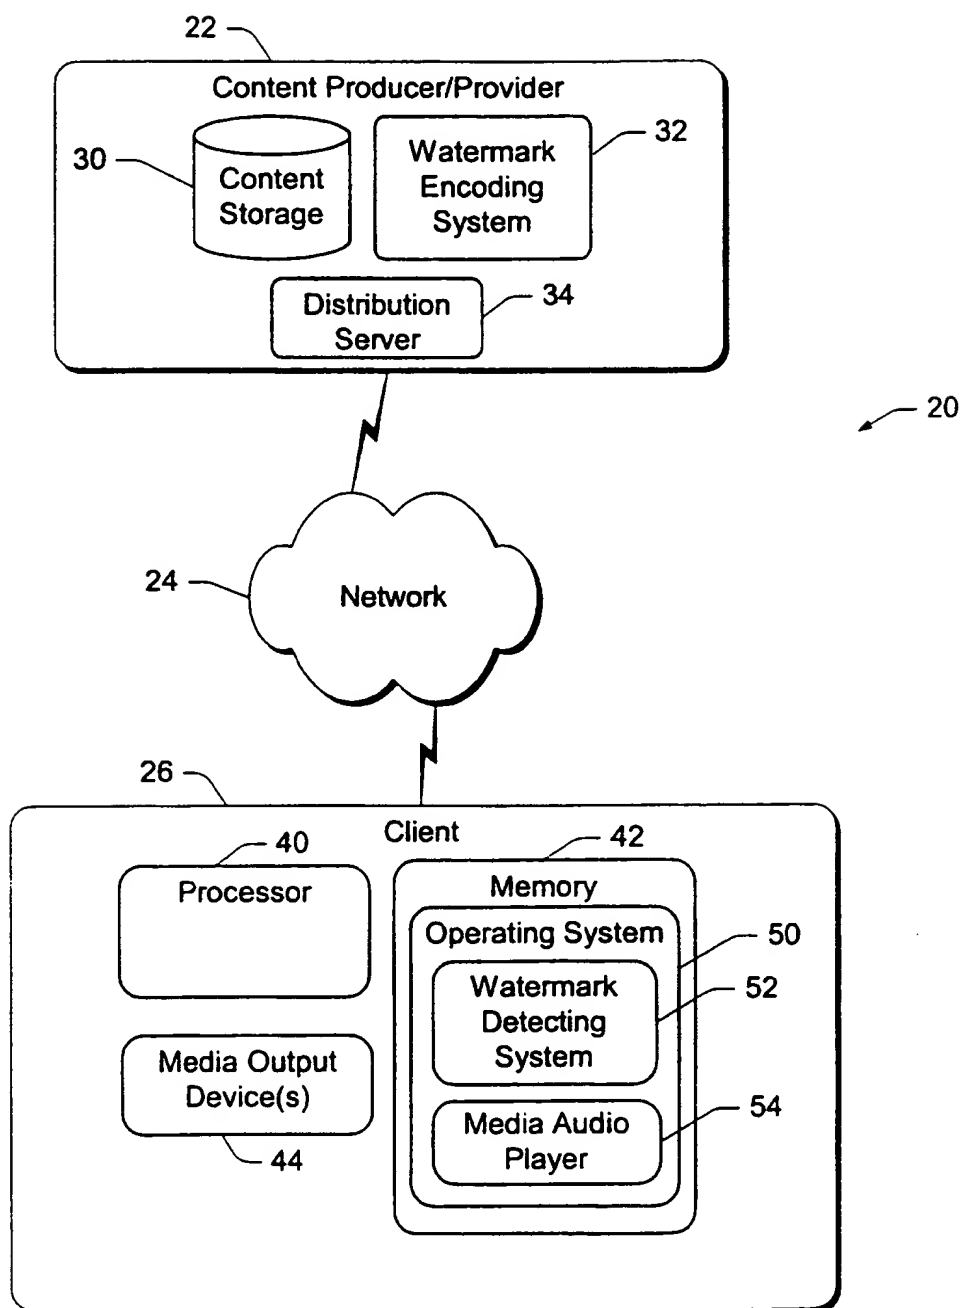 22
Content Producer/Provider
30
Content
Storage
Watermark
Encoding
System
32
Distribution
Server
34
20
24
Network
26
Client
40
Processor
42
Memory
Operating System
50
Watermark
Detecting
System
52
Media Output
Device(s)
44
Media Audio
Player
54